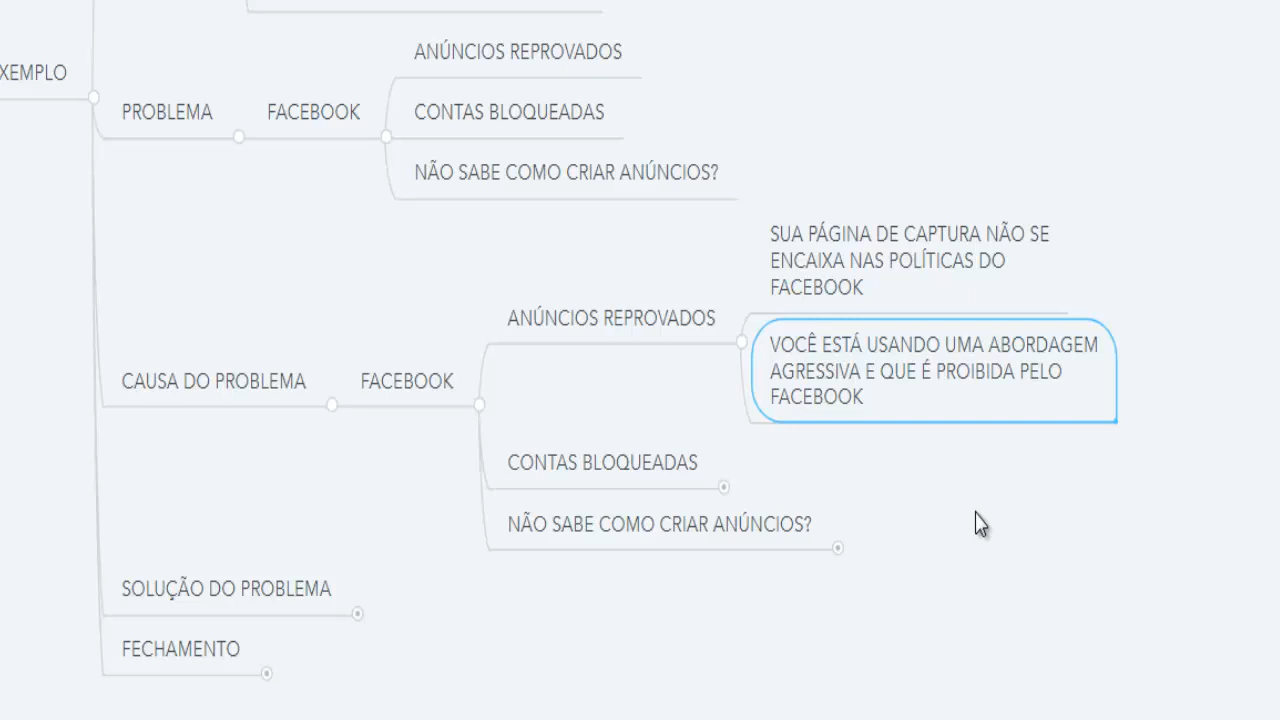 XEMPLO
PROBLEMA
FACEBOOK
ANÚNCIOS REPROVADOS
CONTAS BLOQUEADAS
NÃO SABE COMO CRIAR ANÚNCIOS?
CAUSA DO PROBLEMA
FACEBOOK
ANÚNCIOS REPROVADOS
SUA PÁGINA DE CAPTURA NÃO SE
ENCAIXA NAS POLÍTICAS DO
FACEBOOK
VOCÊ ESTÁ USANDO UMA ABORDAGEM
AGRESSIVA E QUE É PROIBIDA PELO
FACEBOOK
CONTAS BLOQUEADAS
NÃO SABE COMO CRIAR ANÚNCIOS?
SOLUÇÃO DO PROBLEMA
FECHAMENTO